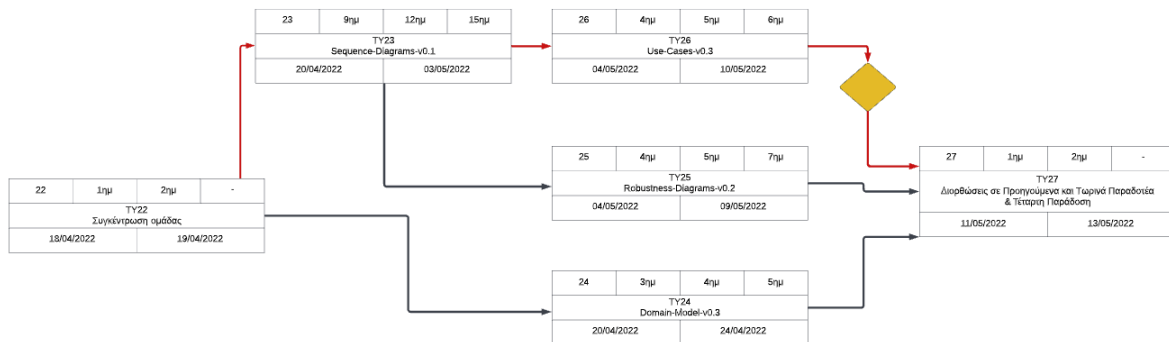 23 9ημ 12ημ 15ημ
TY23
Sequence-Diagrams-v0.1
20/04/2022 03/05/2022
26 4ημ 5ημ 6ημ
TY26
Use-Cases-v0.3
04/05/2022 10/05/2022
25 4ημ 5ημ 7ημ
TY25
Robustness-Diagrams-v0.2
04/05/2022 09/05/2022
27 1ημ 2ημ -
TY27
Διορθώσεις σε Προηγούμενα και Τωρινά Παραδοτέα
& Τέταρτη Παράδοση
11/05/2022 13/05/2022
22 1ημ 2ημ -
TY22
Συγκέντρωση ομάδας
18/04/2022 19/04/2022
24 3ημ 4ημ 5ημ
TY24
Domain-Model-v0.3
20/04/2022 24/04/2022